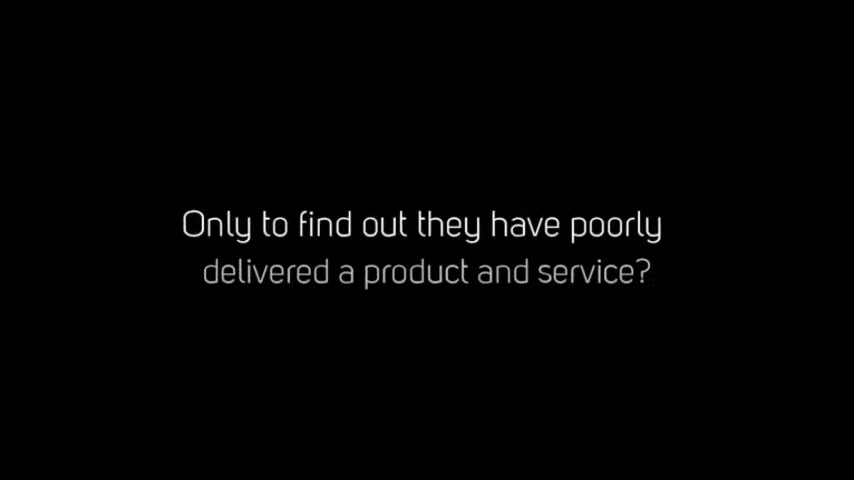 Only to find out they have poorly
delivered a product and service?